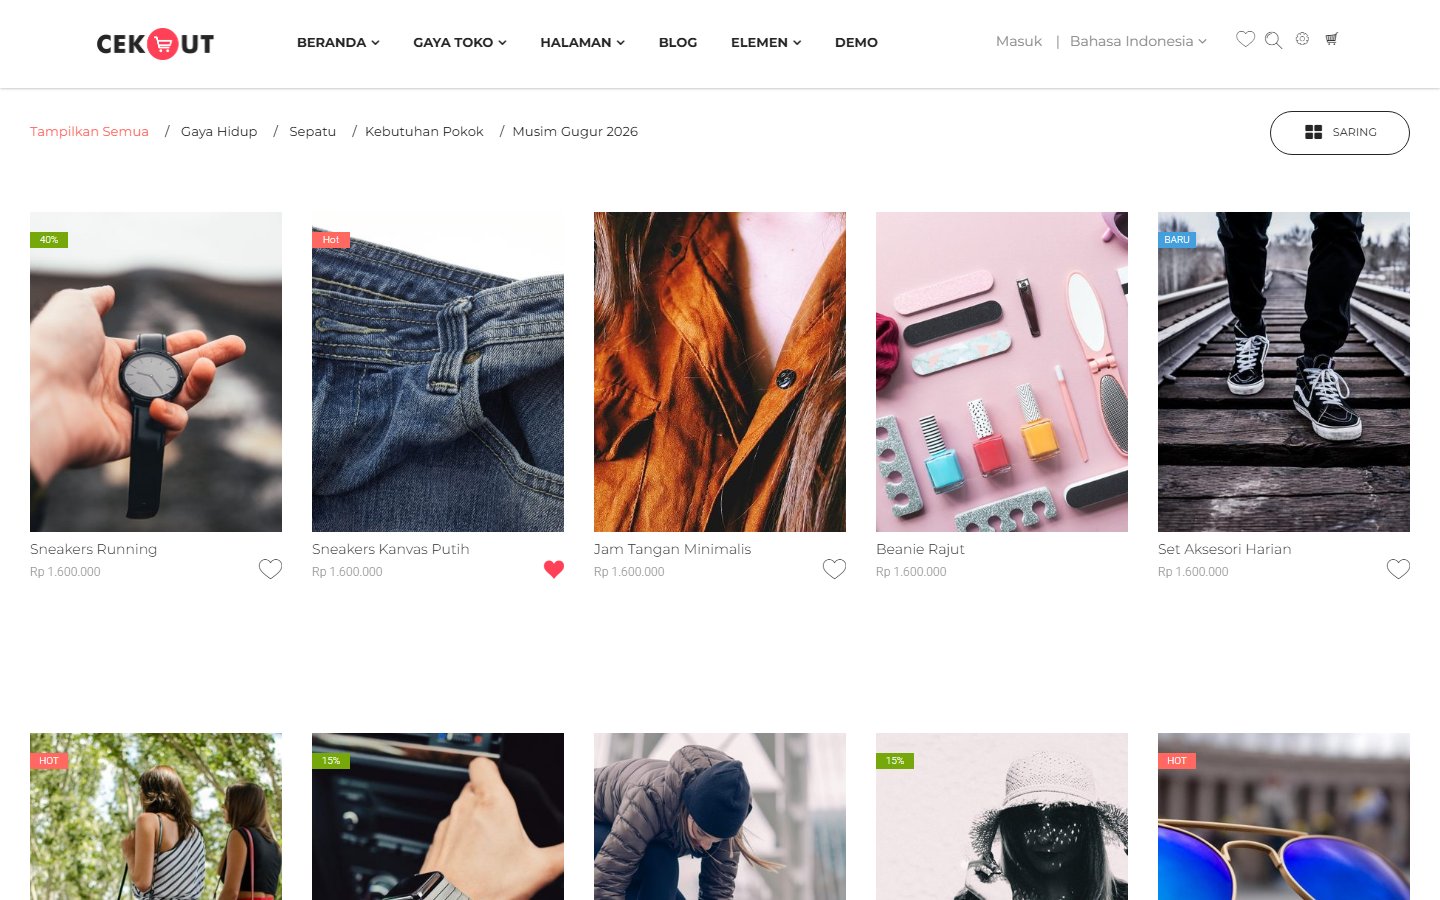 CEKOUT
BERANDA
GAYA TOKO
HALAMAN
BLOG
ELEMEN
DEMO
Masuk | Bahasa Indonesia
Tampilkan Semua / Gaya Hidup / Sepatu / Kebutuhan Pokok / Musim Gugur 2026
SARING
40%
Hot
BARU
Sneakers Running
Rp 1.600.000
Sneakers Kanvas Putih
Rp 1.600.000
Jam Tangan Minimalis
Rp 1.600.000
Beanie Rajut
Rp 1.600.000
Set Aksesori Harian
Rp 1.600.000
HOT
15%
15%
HOT